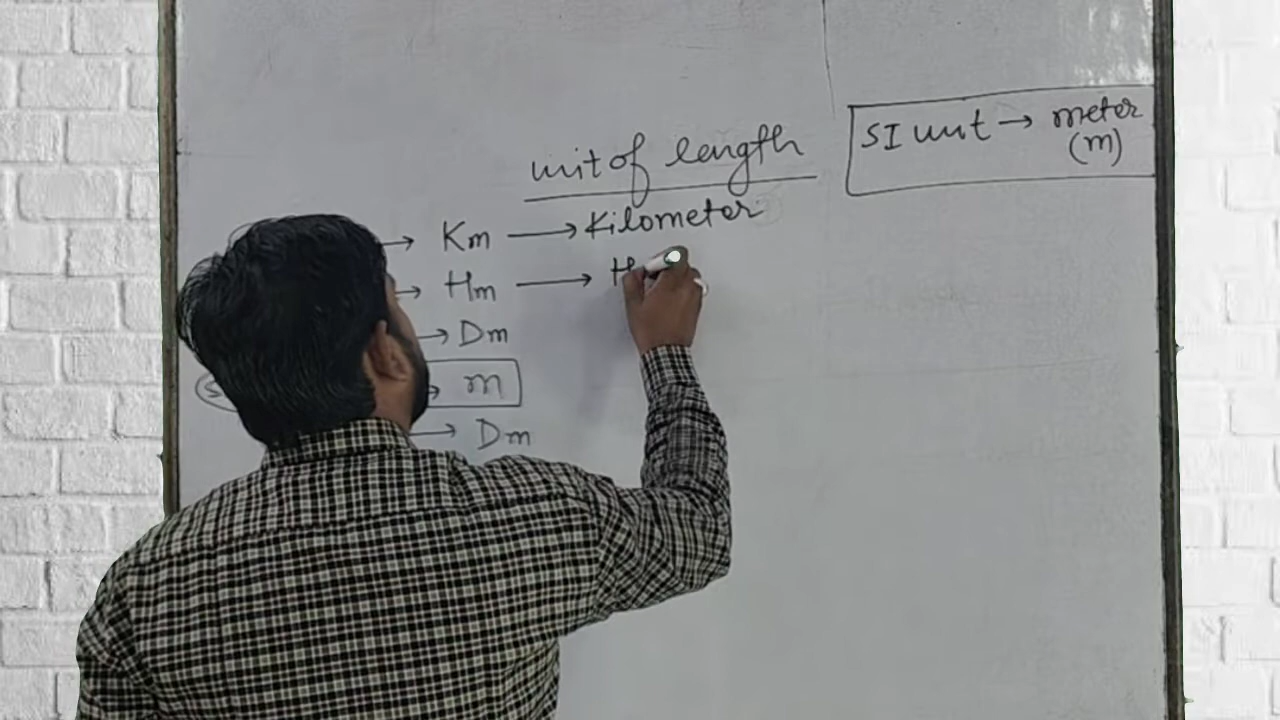 unit of length
SI unit → meter
(m)
→ Km → Kilometer
→ Hm → H
→ Dm
→ m
→ Dm